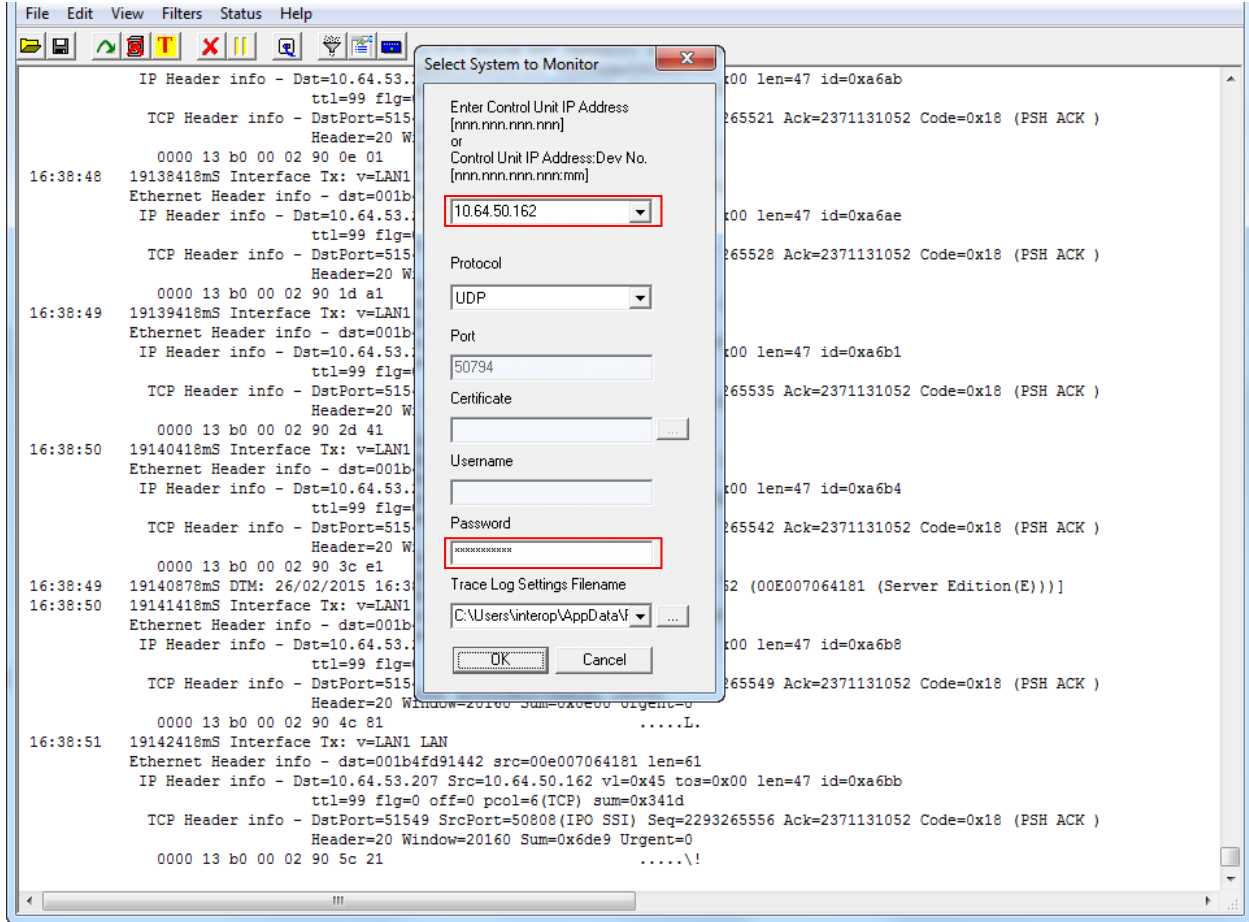 File Edit View Filters Status Help
T
Select System to Monitor
Enter Control Unit IP Address
[nnn.nnn.nnn.nnn]
or
Control Unit IP Address:Dev No.
[nnn.nnn.nnn.nnn:mm]
10.64.50.162
Protocol
UDP
Port
50794
Certificate
...
Username
Password
***********
Trace Log Settings Filename
C:\Users\interop\AppData\
...
OK Cancel
IP Header info - Dst=10.64.53. x00 len=47 id=0xa6ab
ttl=99 flg=
TCP Header info - DstPort=515 265521 Ack=2371131052 Code=0x18 (PSH ACK )
Header=20
0000 13 b0 00 02 90 0e 01
16:38:48 19138418mS Interface Tx: v=LAN1
Ethernet Header info - dst=001b
IP Header info - Dst=10.64.53. x00 len=47 id=0xa6ae
ttl=99 flg=
TCP Header info - DstPort=515 265528 Ack=2371131052 Code=0x18 (PSH ACK )
Header=20
0000 13 b0 00 02 90 1d a1
16:38:49 19139418mS Interface Tx: v=LAN1
Ethernet Header info - dst=001b
IP Header info - Dst=10.64.53. x00 len=47 id=0xa6b1
ttl=99 flg=
TCP Header info - DstPort=515 265535 Ack=2371131052 Code=0x18 (PSH ACK )
Header=20
0000 13 b0 00 02 90 2d 41
16:38:50 19140418mS Interface Tx: v=LAN1
Ethernet Header info - dst=001b
IP Header info - Dst=10.64.53. x00 len=47 id=0xa6b4
ttl=99 flg=
TCP Header info - DstPort=515 265542 Ack=2371131052 Code=0x18 (PSH ACK )
Header=20
0000 13 b0 00 02 90 3c e1
16:38:49 19140878mS DTM: 26/02/2015 16:3 52 (00E007064181 (Server Edition(E)))]
16:38:50 19141418mS Interface Tx: v=LAN1
Ethernet Header info - dst=001b
IP Header info - Dst=10.64.53. x00 len=47 id=0xa6b8
ttl=99 flg=
TCP Header info - DstPort=515 265549 Ack=2371131052 Code=0x18 (PSH ACK )
Header=20 Window=20160 Sum=0x0e00 Urgent=0
0000 13 b0 00 02 90 4c 81 .....L.
16:38:51 19142418mS Interface Tx: v=LAN1 LAN
Ethernet Header info - dst=001b4fd91442 src=00e007064181 len=61
IP Header info - Dst=10.64.53.207 Src=10.64.50.162 vl=0x45 tos=0x00 len=47 id=0xa6bb
ttl=99 flg=0 off=0 pcol=6(TCP) sum=0x341d
TCP Header info - DstPort=51549 SrcPort=50808(IPO SSI) Seq=2293265556 Ack=2371131052 Code=0x18 (PSH ACK )
Header=20 Window=20160 Sum=0x6de9 Urgent=0
0000 13 b0 00 02 90 5c 21 .....\!